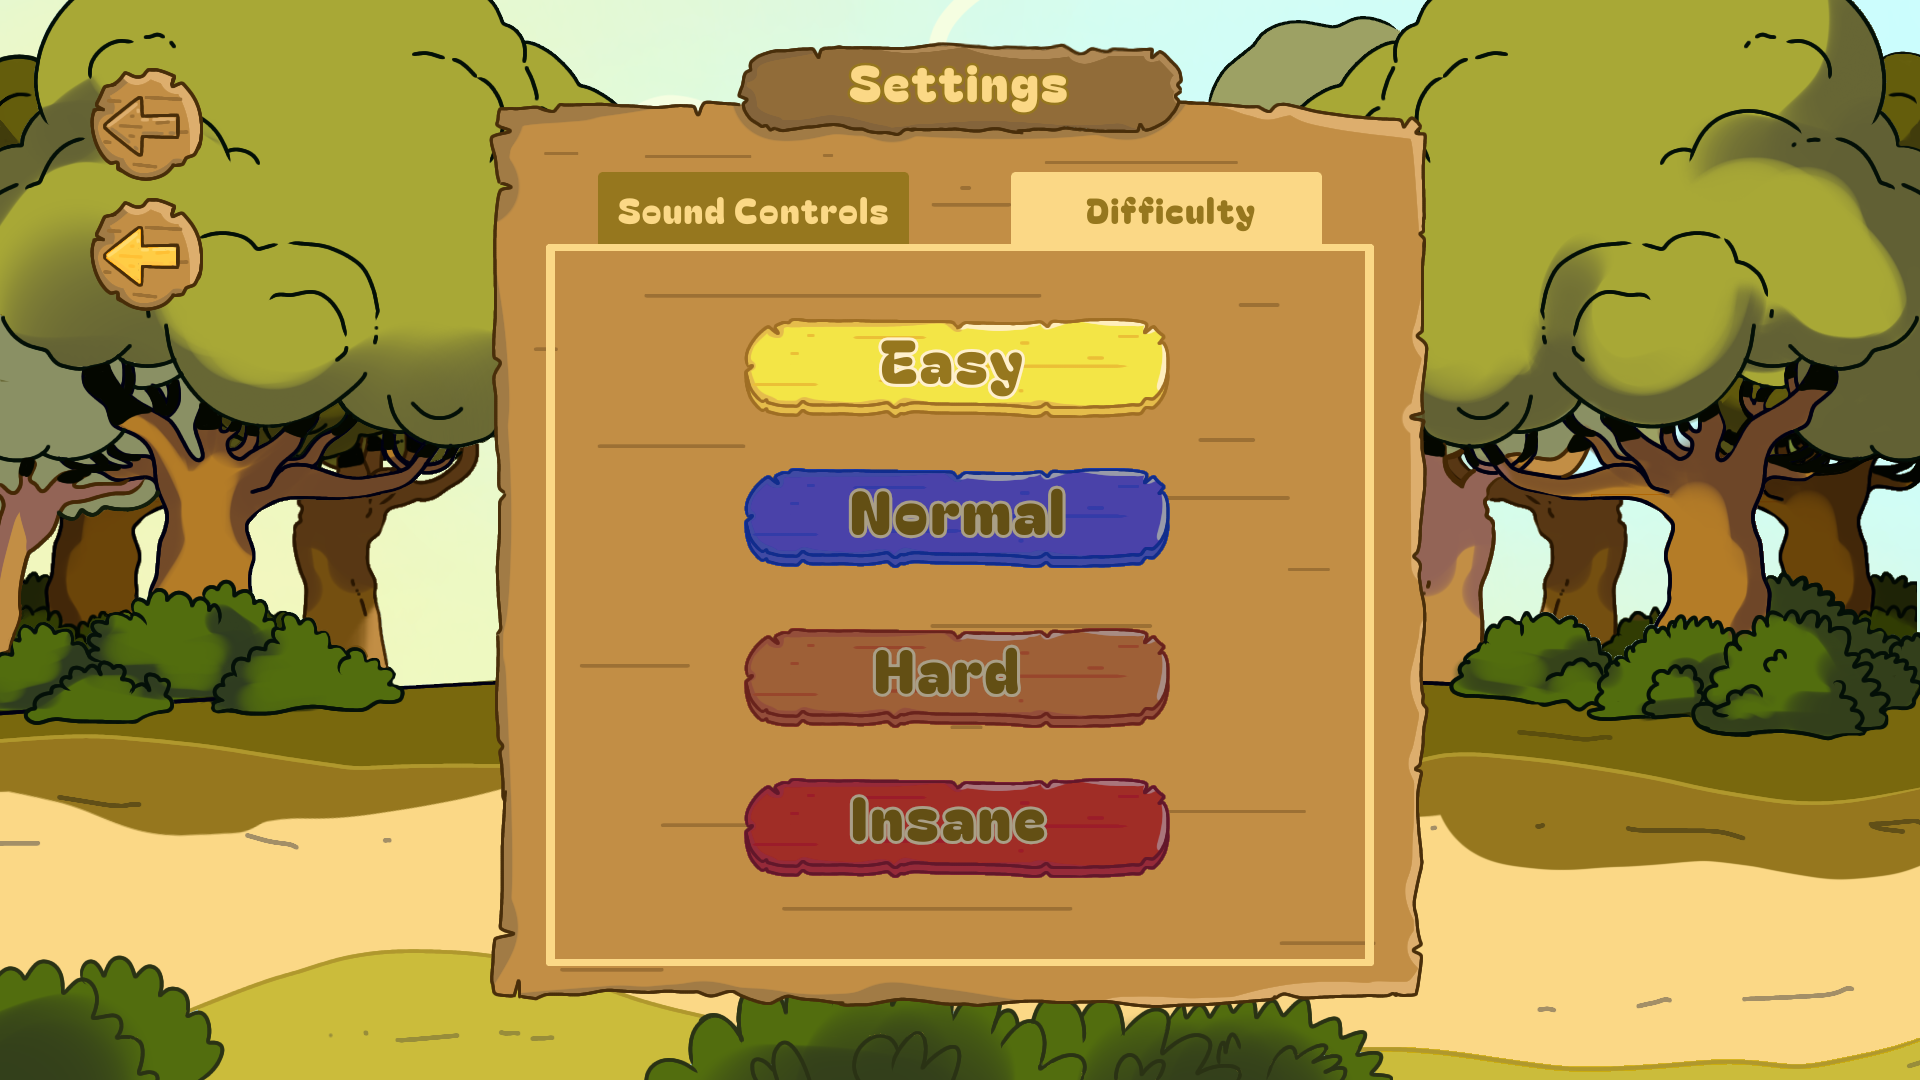 Settings
Sound Controls
Difficulty
Easy
Normal
Hard
Insane